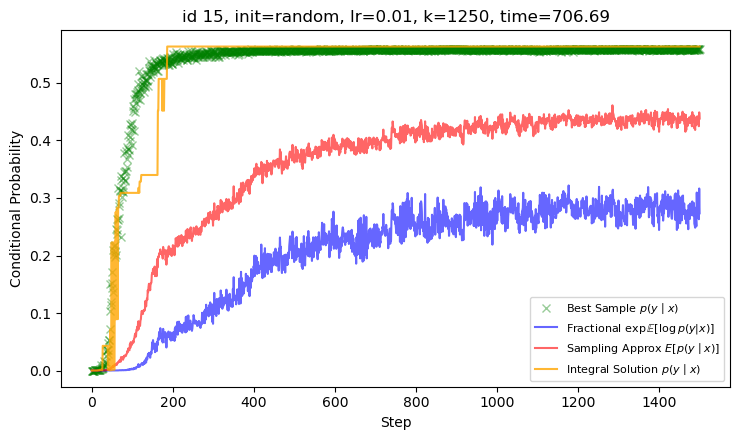 id 15, init=random, lr=0.01, k=1250, time=706.69
Conditional Probability
0.5
0.4
0.3
0.2
0.1
0.0
Best Sample p(y | x)
Fractional exp𝔼[log p(y|x)]
Sampling Approx E[p(y | x)]
Integral Solution p(y | x)
0 200 400 600 800 1000 1200 1400
Step